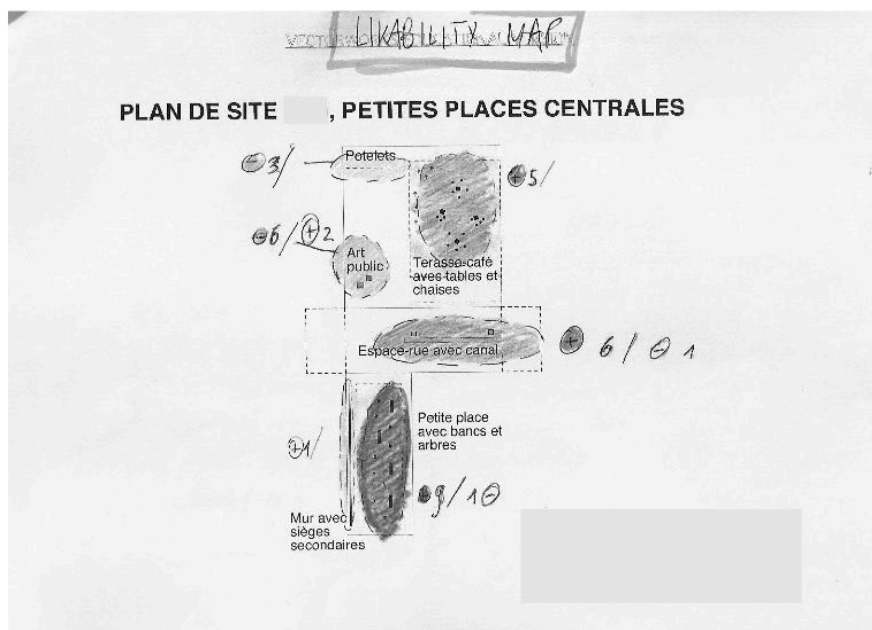 LIKABILITY MAP
PLAN DE SITE , PETITES PLACES CENTRALES
Potelets
⊖3/
⊕5/
⊖6/⊕2
Art
public
Terasse-café
aves tables et
chaises
Espace-rue avec canal
⊕ 6/⊖ 1
Petite place
avec bancs et
arbres
⊕1/
⊕9/1⊖
Mur avec
sièges
secondaires